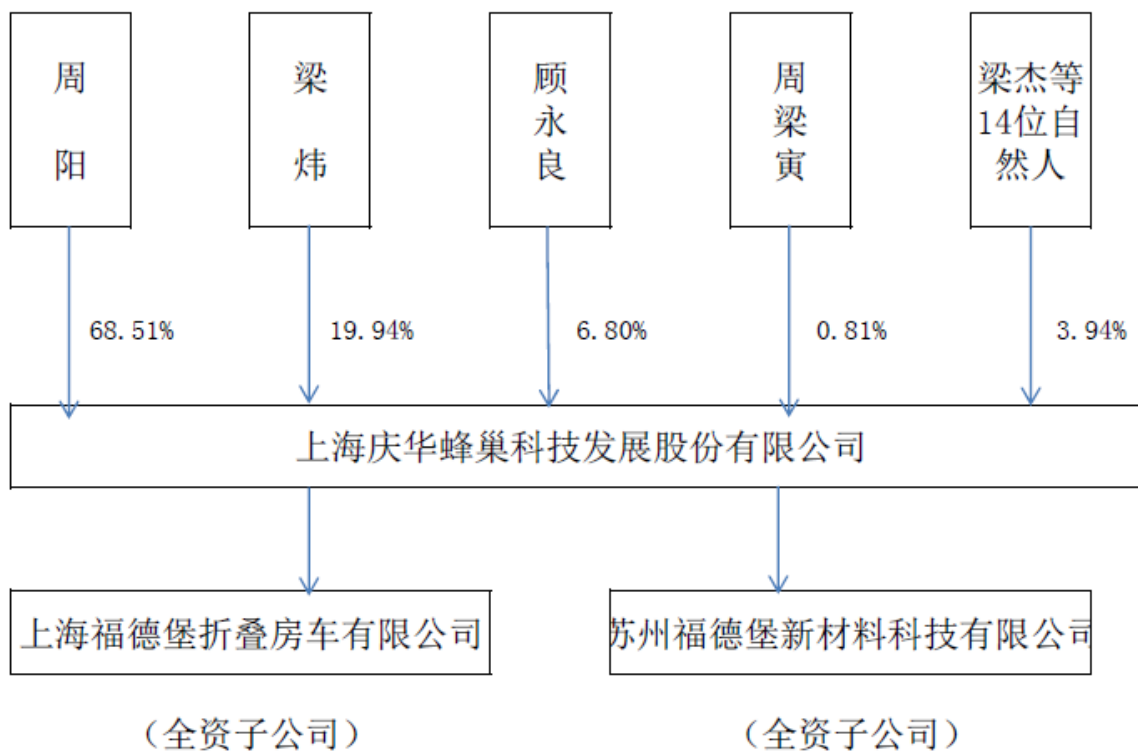 周阳
梁炜
顾永良
周梁寅
梁杰等
14位自
然人
68.51%
19.94%
6.80%
0.81%
3.94%
上海庆华蜂巢科技发展股份有限公司
上海福德堡折叠房车有限公司
苏州福德堡新材料科技有限公司
（全资子公司）
（全资子公司）